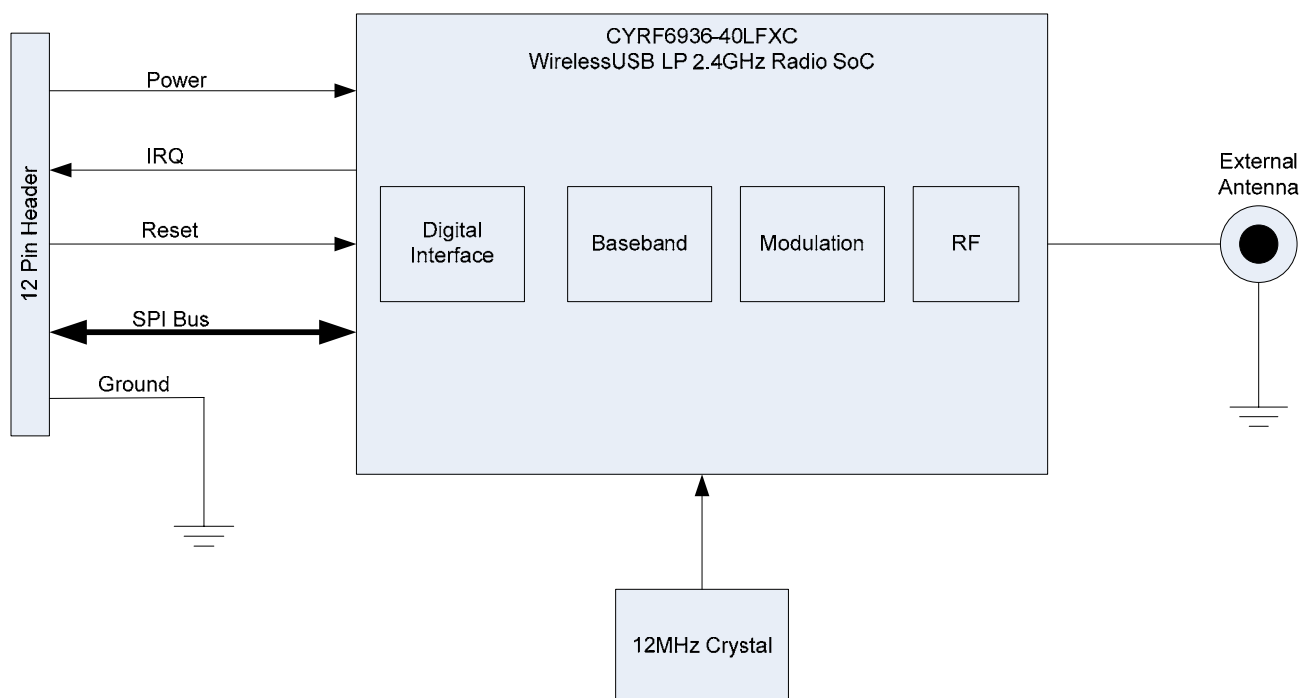 CYRF6936-40LFXC
WirelessUSB LP 2.4GHz Radio SoC
12 Pin Header
Power
IRQ
Reset
SPI Bus
Ground
Digital
Interface
Baseband
Modulation
RF
External
Antenna
12MHz Crystal